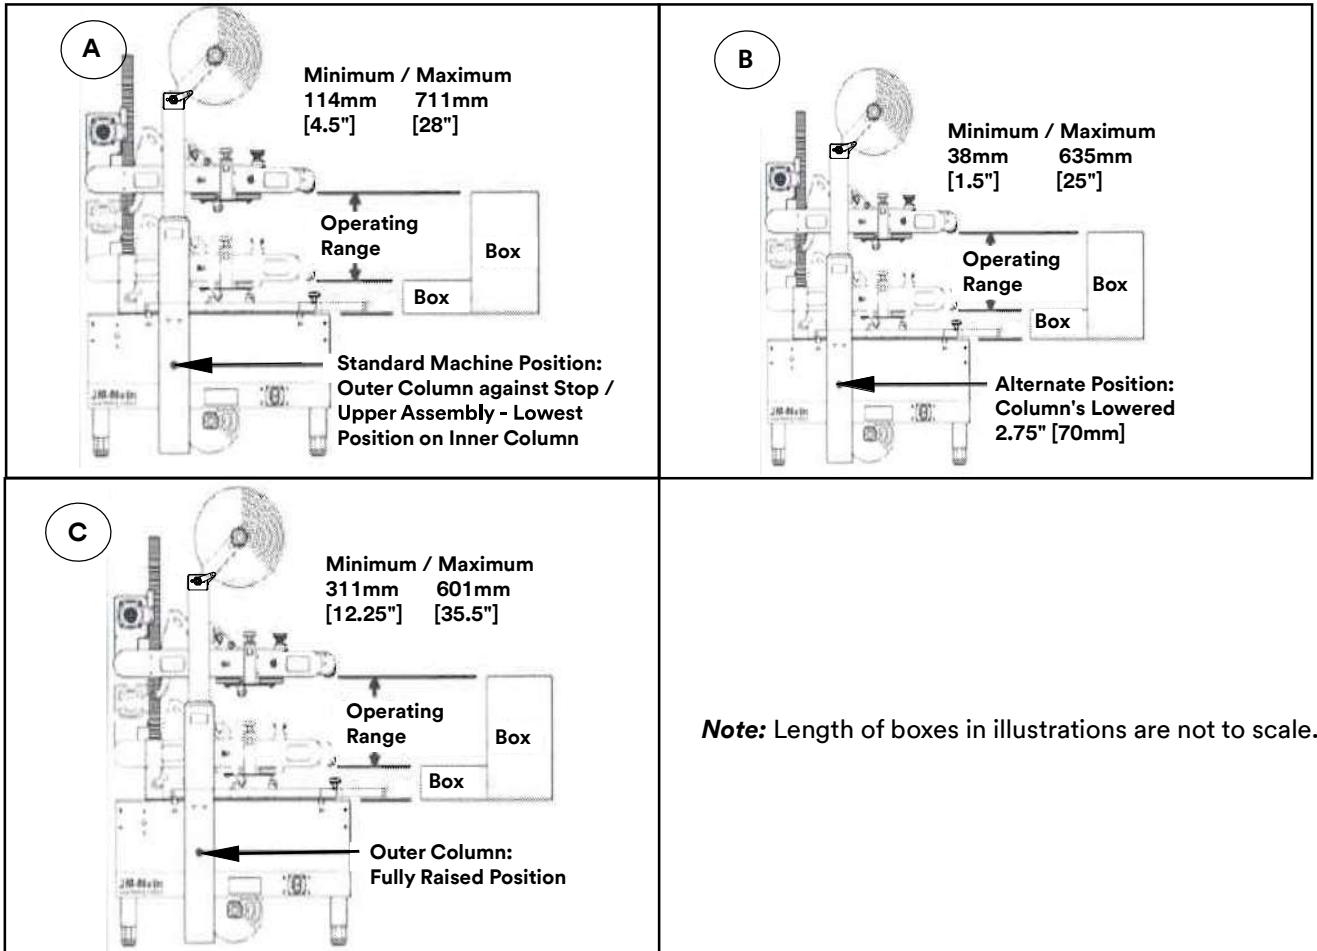 A
Minimum / Maximum
114mm 711mm
[4.5"] [28"]
Operating
Range
Box
Box
Standard Machine Position:
Outer Column against Stop /
Upper Assembly - Lowest
Position on Inner Column
B
Minimum / Maximum
38mm 635mm
[1.5"] [25"]
Operating
Range
Box
Box
Alternate Position:
Column's Lowered
2.75" [70mm]
C
Minimum / Maximum
311mm 601mm
[12.25"] [35.5"]
Operating
Range
Box
Box
Outer Column:
Fully Raised Position
Note: Length of boxes in illustrations are not to scale.